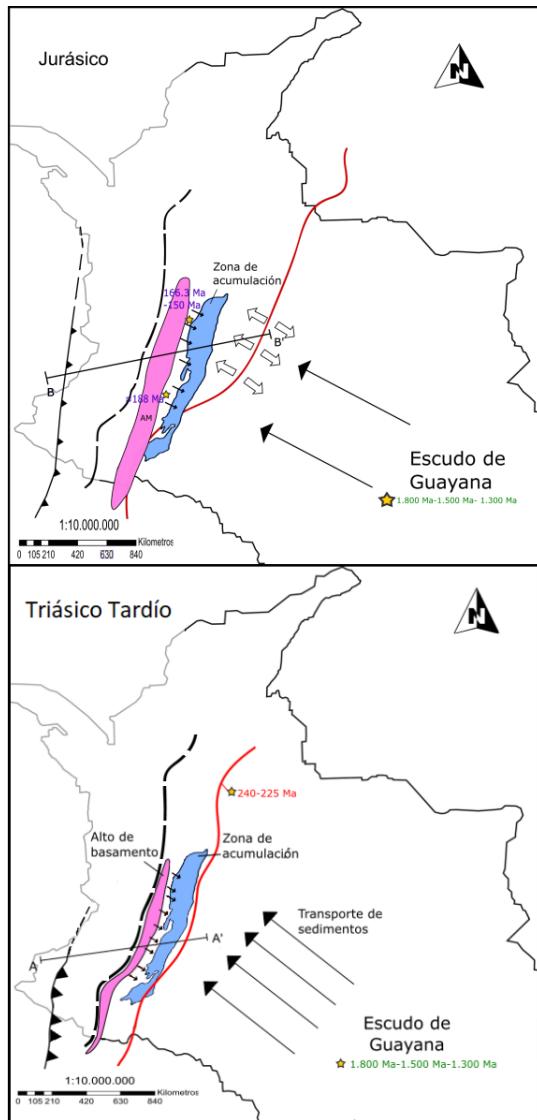 Jurásico
N
Zona de
acumulación
166.3 Ma
-150 Ma
B'
B
±188 Ma
AM
Escudo de
Guayana
1.800 Ma-1.500 Ma- 1.300 Ma
1:10.000.000
Kilometros
0 105 210 420 630 840
Triásico Tardío
N
240-225 Ma
Alto de
basamento
Zona de
acumulación
Transporte de
sedimentos
A'
A
Escudo de
Guayana
1.800 Ma-1.500 Ma-1.300 Ma
1:10.000.000
Kilometros
0 105 210 420 630 840